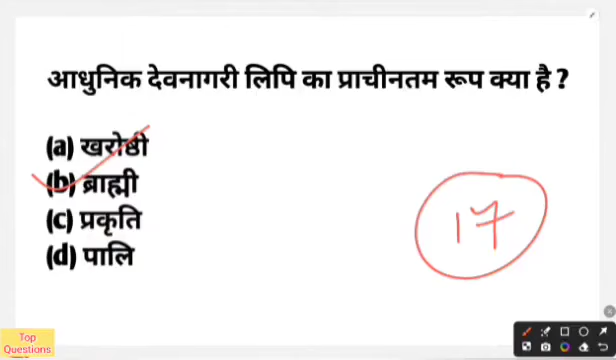 आधुनिक देवनागरी लिपि का प्राचीनतम रूप क्या है ?
(a) खरोष्ठी
(b) ब्राह्मी
(c) प्रकृति
(d) पालि
17
Top
Questions